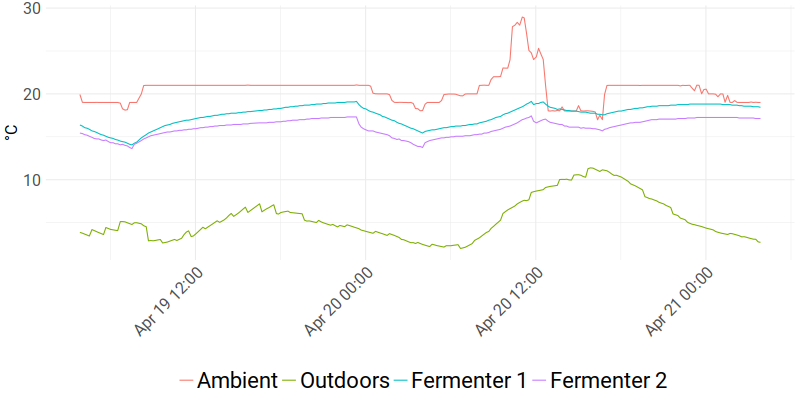 30
20
10
°C
Apr 19 12:00
Apr 20 00:00
Apr 20 12:00
Apr 21 00:00
Ambient Outdoors Fermenter 1 Fermenter 2